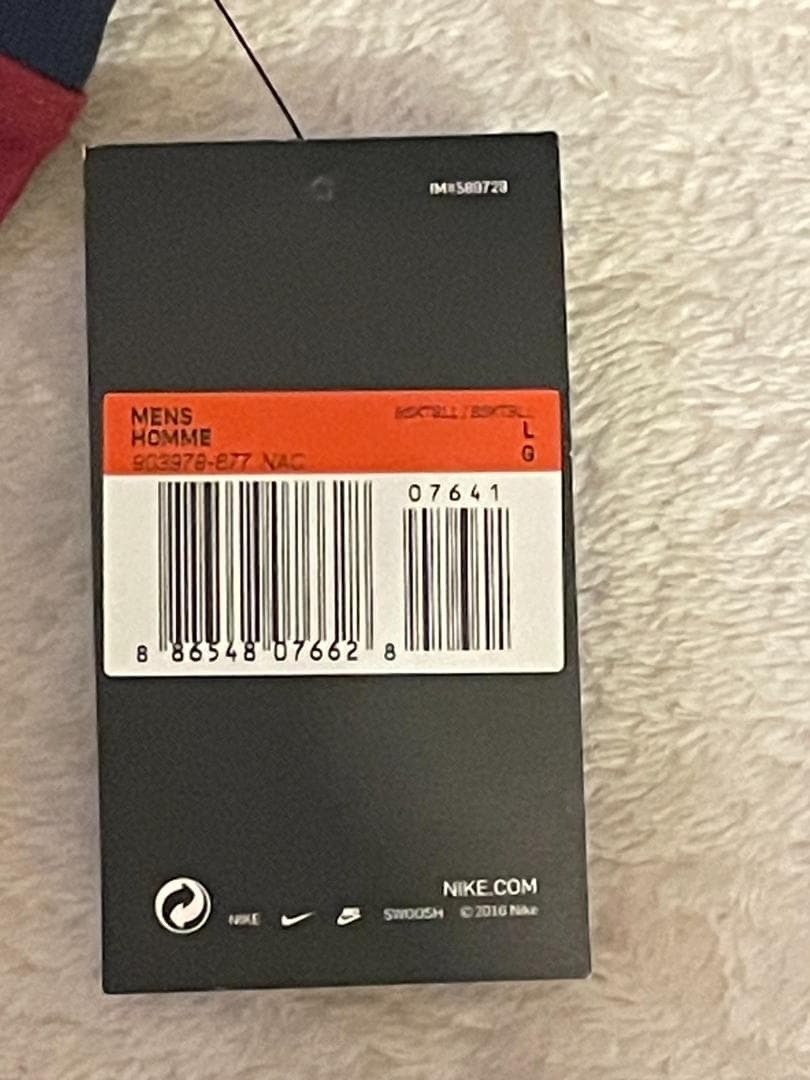 IM#580723
MENS
HOMME
BSKTBLL / BSKTBLL
L
G
903978-677 NAC
07641
8 86548 07662 8
NIKE.COM
NIKE SWOOSH © 2016 Nike